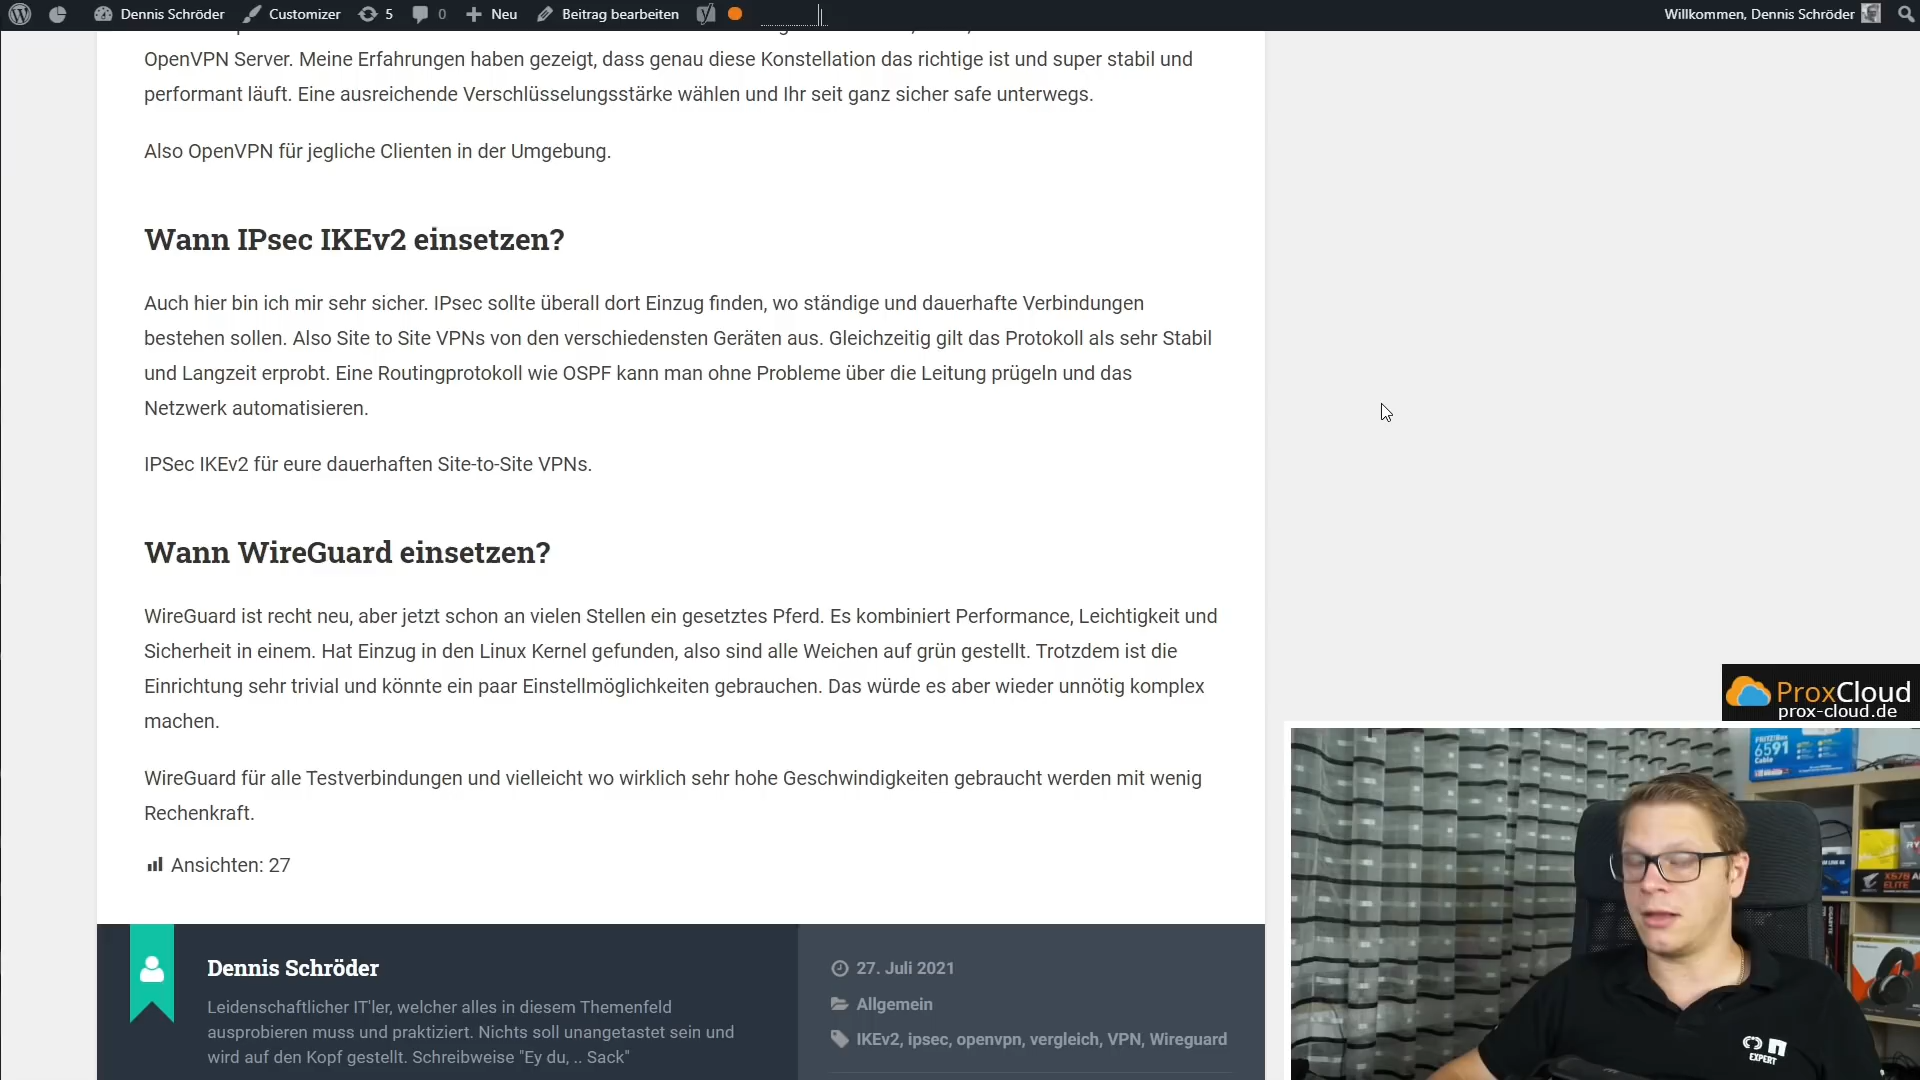 Dennis Schröder Customizer 5 0 Neu Beitrag bearbeiten Willkommen, Dennis Schröder
OpenVPN Server. Meine Erfahrungen haben gezeigt, dass genau diese Konstellation das richtige ist und super stabil und
performant läuft. Eine ausreichende Verschlüsselungsstärke wählen und Ihr seit ganz sicher safe unterwegs.
Also OpenVPN für jegliche Clienten in der Umgebung.
Wann IPsec IKEv2 einsetzen?
Auch hier bin ich mir sehr sicher. IPsec sollte überall dort Einzug finden, wo ständige und dauerhafte Verbindungen
bestehen sollen. Also Site to Site VPNs von den verschiedensten Geräten aus. Gleichzeitig gilt das Protokoll als sehr Stabil
und Langzeit erprobt. Eine Routingprotokoll wie OSPF kann man ohne Probleme über die Leitung prügeln und das
Netzwerk automatisieren.
IPSec IKEv2 für eure dauerhaften Site-to-Site VPNs.
Wann WireGuard einsetzen?
WireGuard ist recht neu, aber jetzt schon an vielen Stellen ein gesetztes Pferd. Es kombiniert Performance, Leichtigkeit und
Sicherheit in einem. Hat Einzug in den Linux Kernel gefunden, also sind alle Weichen auf grün gestellt. Trotzdem ist die
Einrichtung sehr trivial und könnte ein paar Einstellmöglichkeiten gebrauchen. Das würde es aber wieder unnötig komplex
machen.
WireGuard für alle Testverbindungen und vielleicht wo wirklich sehr hohe Geschwindigkeiten gebraucht werden mit wenig
Rechenkraft.
Ansichten: 27
Dennis Schröder
Leidenschaftlicher IT'ler, welcher alles in diesem Themenfeld
ausprobieren muss und praktiziert. Nichts soll unangetastet sein und
wird auf den Kopf gestellt. Schreibweise "Ey du, .. Sack"
27. Juli 2021
Allgemein
IKEv2, ipsec, openvpn, vergleich, VPN, Wireguard
ProxCloud
prox-cloud.de
FRITZ!Box
6591
Cable
X570 A
ELITE
EXPERT